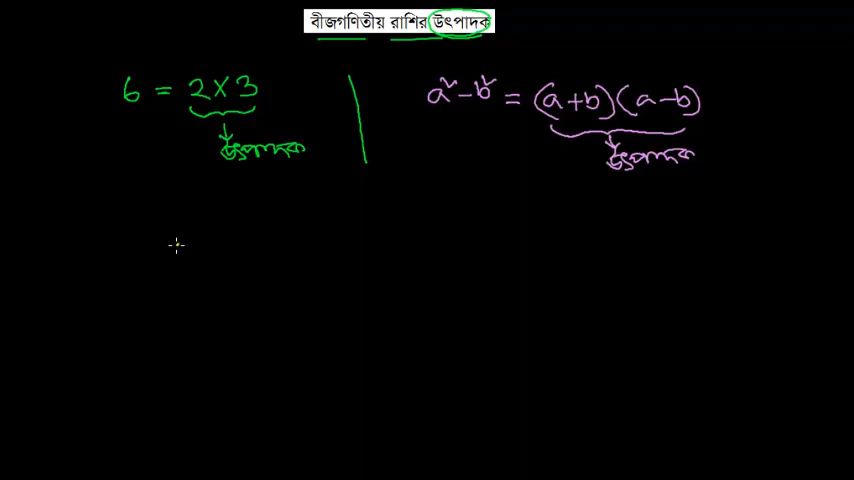 বীজগণিতীয় রাশির উৎপাদক
6 = 2 × 3
উৎপাদক
a² - b² = (a+b)(a-b)
উৎপাদক